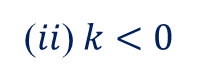 (ii) k < 0